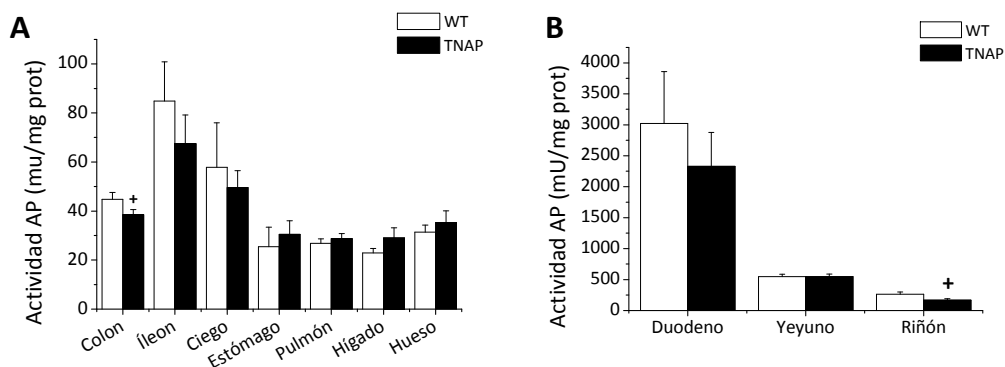 A
WT
TNAP
Actividad AP (mu/mg prot)
100
80
60
40
20
0
+
Colon
Íleon
Ciego
Estómago
Pulmón
Hígado
Hueso
B
WT
TNAP
Actividad AP (mU/mg prot)
4000
3500
3000
2500
2000
1500
1000
500
0
+
Duodeno
Yeyuno
Riñón